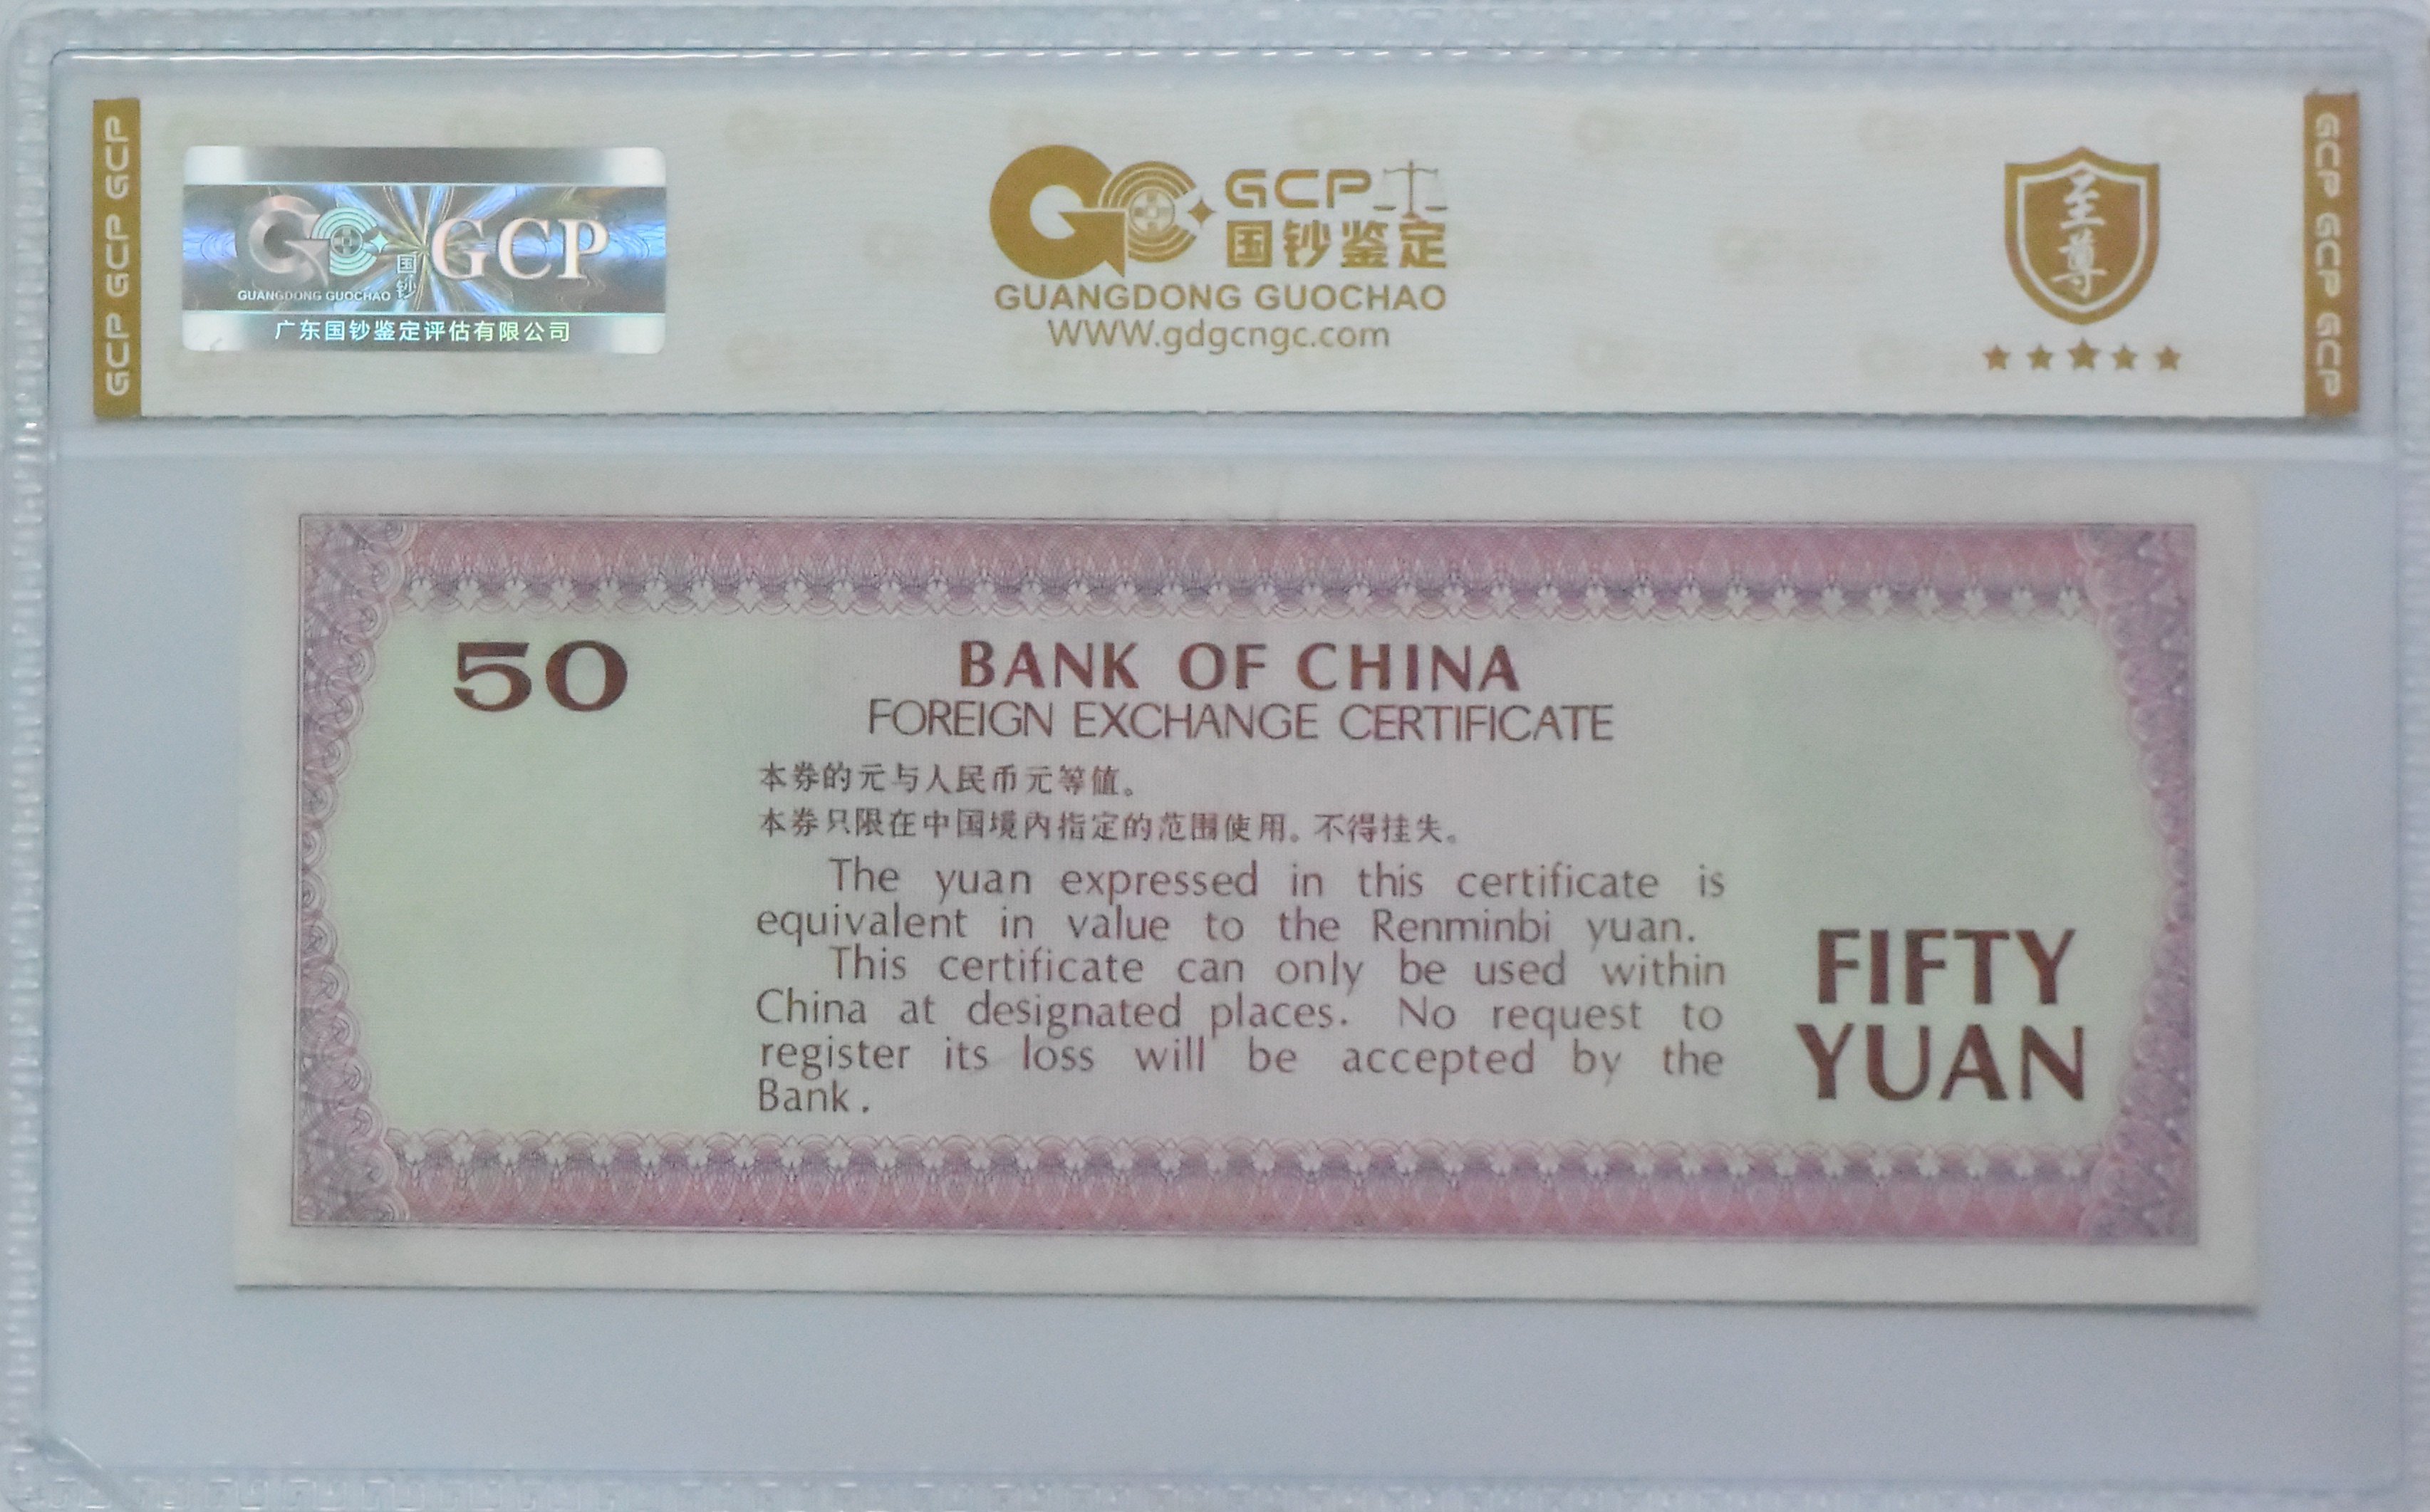 GCP GCP GCP
GCP
国钞
GUANGDONG GUOCHAO
广东国钞鉴定评估有限公司
GCP
国钞鉴定
GUANGDONG GUOCHAO
WWW.gdgcngc.com
至尊
GCP GCP GCP
50
BANK OF CHINA
FOREIGN EXCHANGE CERTIFICATE
本券的元与人民币元等值。
本券只限在中国境内指定的范围使用。不得挂失。
The yuan expressed in this certificate is
equivalent in value to the Renminbi yuan.
This certificate can only be used within
China at designated places. No request to
register its loss will be accepted by the
Bank.
FIFTY
YUAN